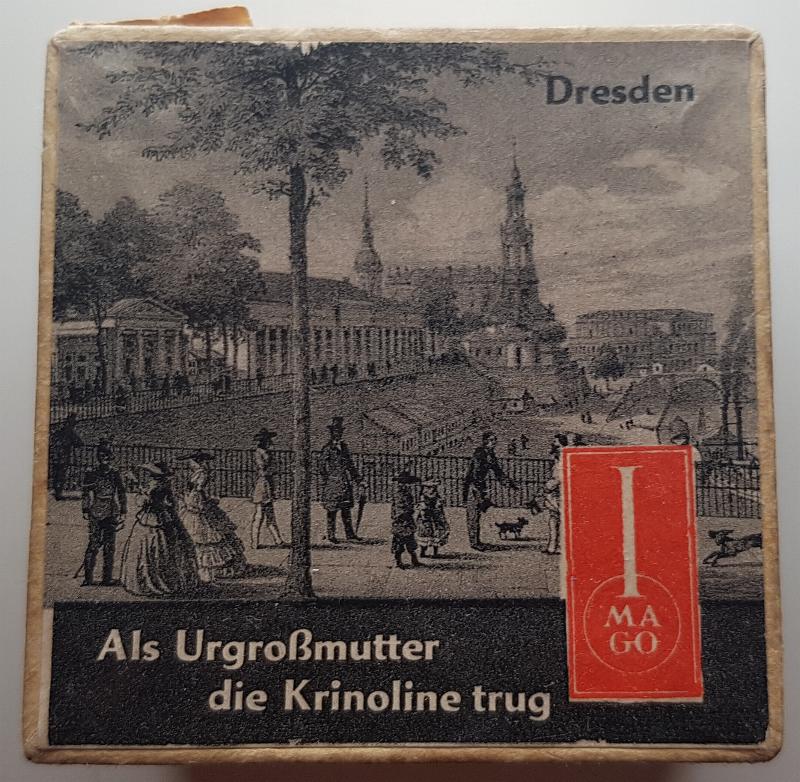 Dresden
Als Urgroßmutter
die Krinoline trug
I
MA
GO